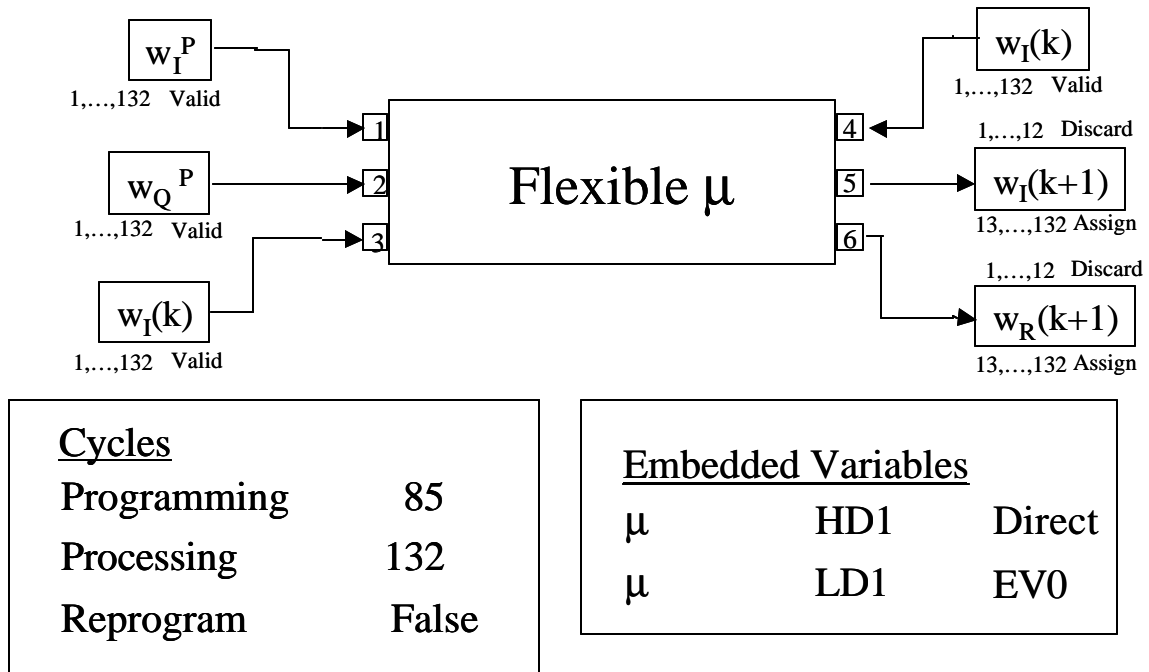 w_I^P
1,…,132 Valid
w_Q^P
1,…,132 Valid
w_I(k)
1,…,132 Valid
1
2
3
Flexible μ
4
5
6
w_I(k)
1,…,132 Valid
1,…,12 Discard
w_I(k+1)
13,…,132 Assign
1,…,12 Discard
w_R(k+1)
13,…,132 Assign
Cycles
Programming 85
Processing 132
Reprogram False
Embedded Variables
μ HD1 Direct
μ LD1 EV0